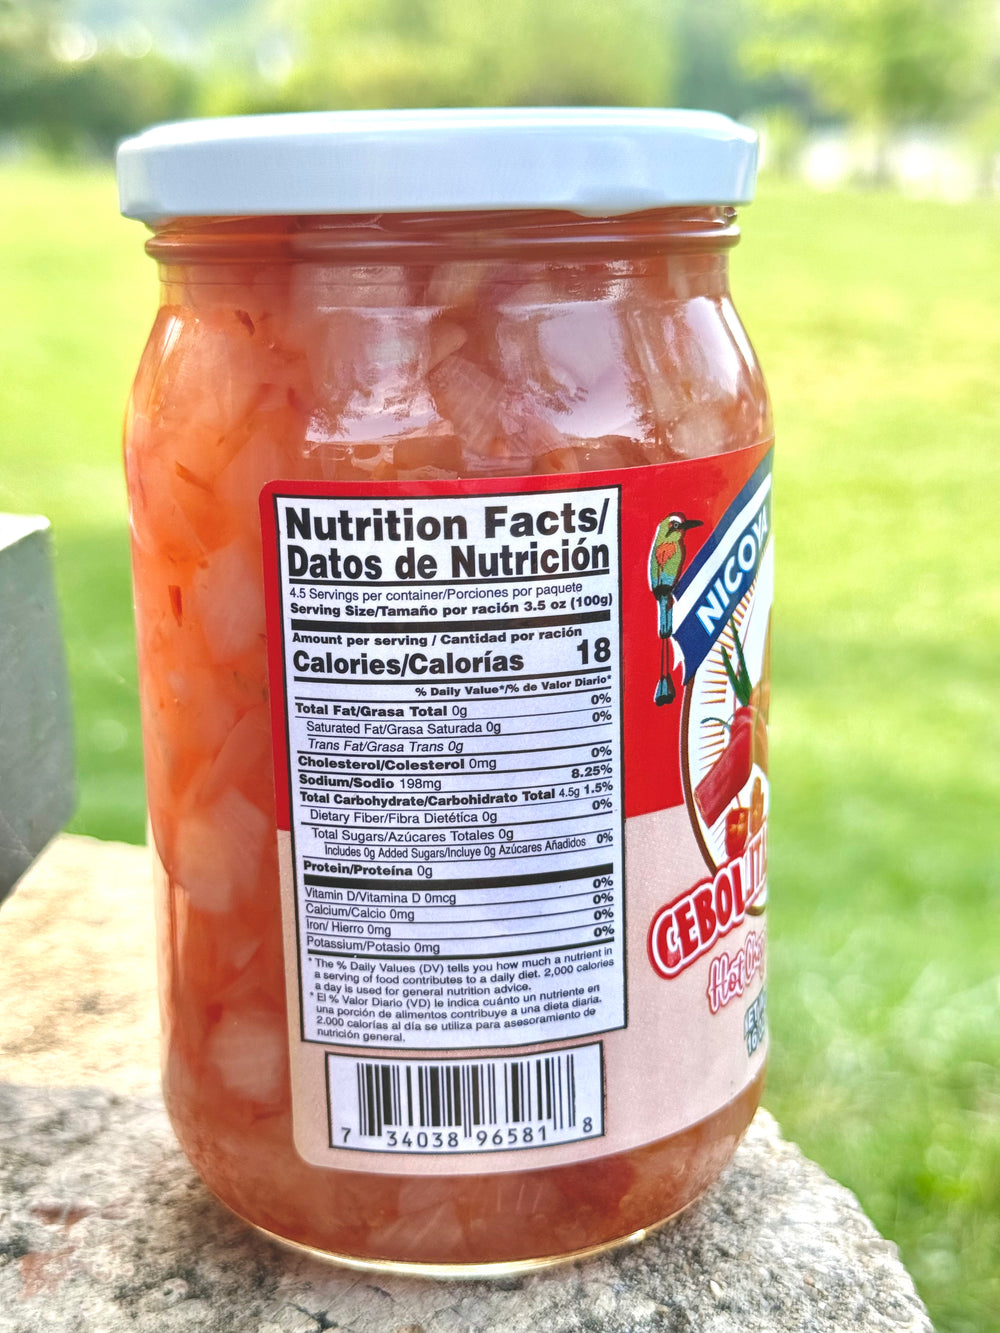 Nutrition Facts/
Datos de Nutrición
4.5 Servings per container/Porciones por paquete
Serving Size/Tamaño por ración 3.5 oz (100g)
Amount per serving / Cantidad por ración
Calories/Calorías 18
% Daily Value*/% de Valor Diario*
Total Fat/Grasa Total 0g 0%
Saturated Fat/Grasa Saturada 0g 0%
Trans Fat/Grasa Trans 0g
Cholesterol/Colesterol 0mg 0%
Sodium/Sodio 198mg 8.25%
Total Carbohydrate/Carbohidrato Total 4.5g 1.5%
Dietary Fiber/Fibra Dietética 0g 0%
Total Sugars/Azúcares Totales 0g
Includes 0g Added Sugars/Incluye 0g Azúcares Añadidos 0%
Protein/Proteína 0g
Vitamin D/Vitamina D 0mcg 0%
Calcium/Calcio 0mg 0%
Iron/ Hierro 0mg 0%
Potassium/Potasio 0mg 0%
* The % Daily Values (DV) tells you how much a nutrient in
a serving of food contributes to a daily diet. 2,000 calories
a day is used for general nutrition advice.
* El % Valor Diario (VD) le indica cuánto un nutriente en
una porción de alimentos contribuye a una dieta diaria.
2.000 calorías al día se utiliza para asesoramiento de
nutrición general.
7 34038 96581 8
NICOYA
CEBOLLITA
Hot